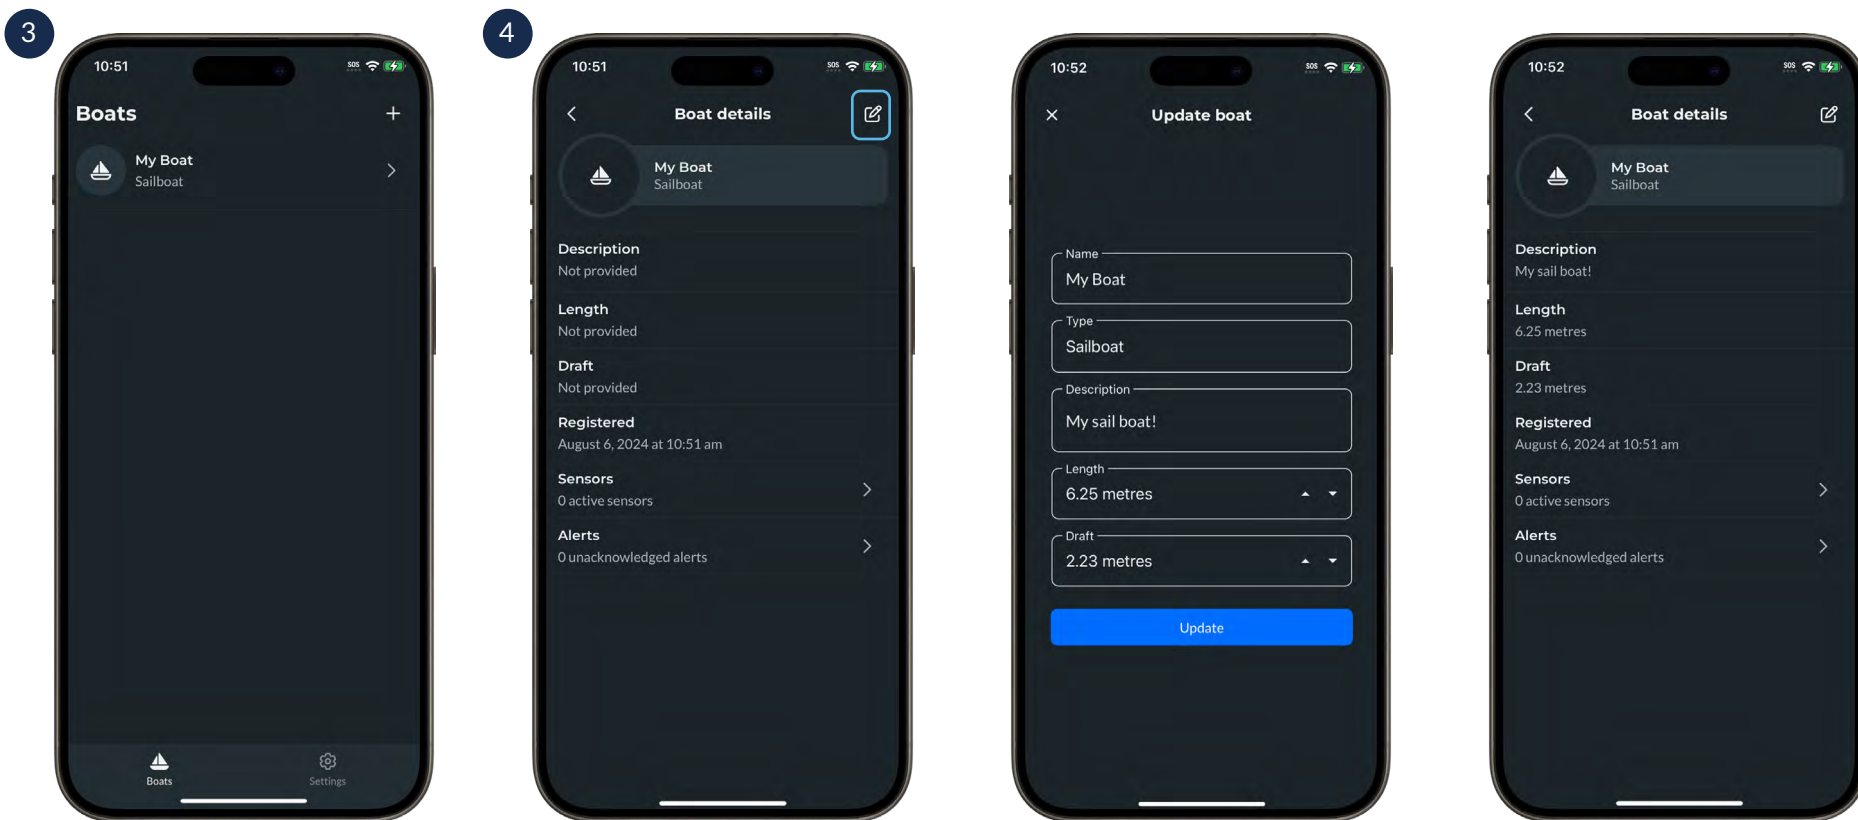 3
10:51
SOS
Boats
+
My Boat
Sailboat
Boats
Settings
4
10:51
SOS
Boat details
My Boat
Sailboat
Description
Not provided
Length
Not provided
Draft
Not provided
Registered
August 6, 2024 at 10:51 am
Sensors
0 active sensors
Alerts
0 unacknowledged alerts
10:52
SOS
Update boat
Name
My Boat
Type
Sailboat
Description
My sail boat!
Length
6.25 metres
Draft
2.23 metres
Update
10:52
SOS
Boat details
My Boat
Sailboat
Description
My sail boat!
Length
6.25 metres
Draft
2.23 metres
Registered
August 6, 2024 at 10:51 am
Sensors
0 active sensors
Alerts
0 unacknowledged alerts